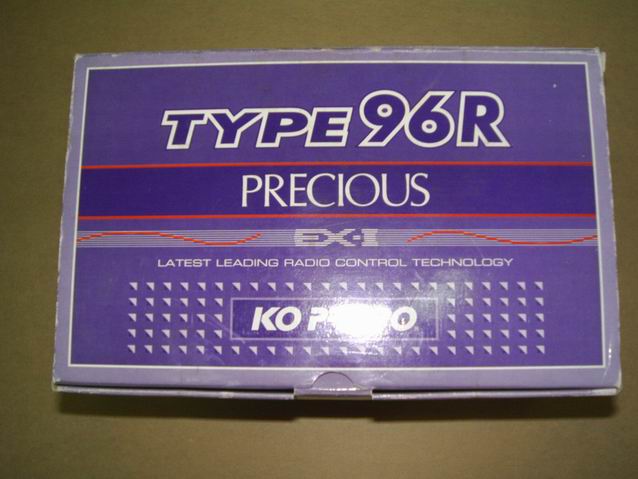 TYPE 96R
PRECIOUS
EX-1
LATEST LEADING RADIO CONTROL TECHNOLOGY
KO